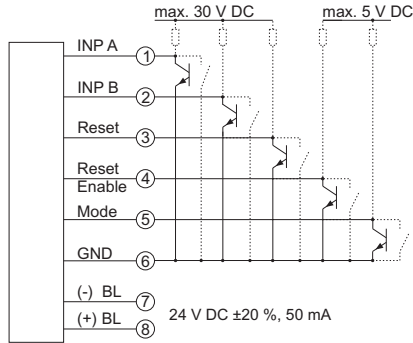 max. 30 V DC
max. 5 V DC
INP A
1
INP B
2
Reset
3
Reset
Enable
4
Mode
5
GND
6
(-) BL
7
(+) BL
8
24 V DC ±20 %, 50 mA